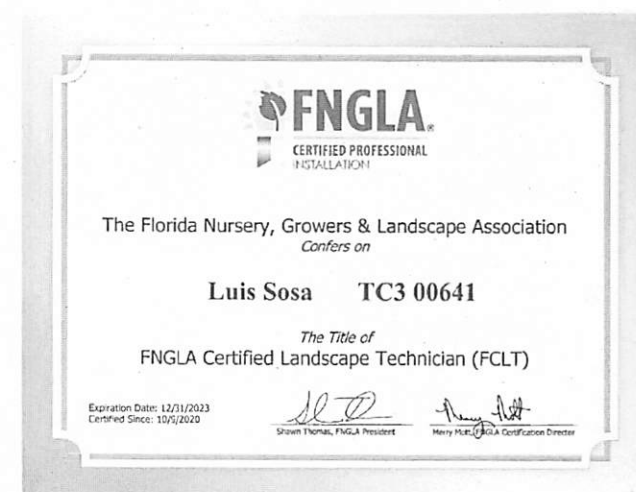 FNGLA®
CERTIFIED PROFESSIONAL
INSTALLATION
The Florida Nursery, Growers & Landscape Association
Confers on
Luis Sosa TC3 00641
The Title of
FNGLA Certified Landscape Technician (FCLT)
Expiration Date: 12/31/2023
Certified Since: 10/9/2020
Shawn Thomas, FNGLA President
Merry Mott, FNGLA Certification Director